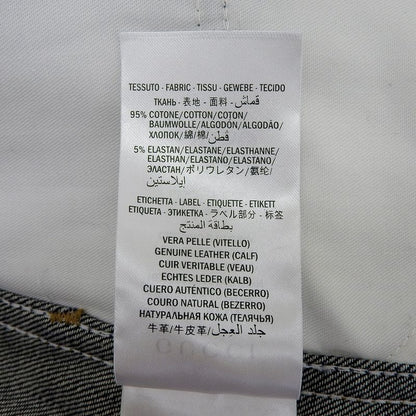 TESSUTO - FABRIC - TISSU - GEWEBE - TECIDO
ТКАНЬ - 表地 - 面料 - قماش
95% COTONE/COTTON/COTON/
BAUMWOLLE/ALGODÓN/ALGODÃO/
ХЛОПОК/綿/棉/قطن
5% ELASTAN/ELASTANE/ELASTHANNE/
ELASTHAN/ELASTANO/ELASTANO/
ЭЛАСТАН/ポリウレタン/氨纶/
إيلاستين
ETICHETTA - LABEL - ETIQUETTE - ETIKETT
ETIQUETA - ЭТИКЕТКА - ラベル部分 - 标签
بطاقة المنتج
VERA PELLE (VITELLO)
GENUINE LEATHER (CALF)
CUIR VERITABLE (VEAU)
ECHTES LEDER (KALB)
CUERO AUTÉNTICO (BECERRO)
COURO NATURAL (BEZERRO)
НАТУРАЛЬНАЯ КОЖА (ТЕЛЯЧЬЯ)
牛革/牛皮革/جلد العجل